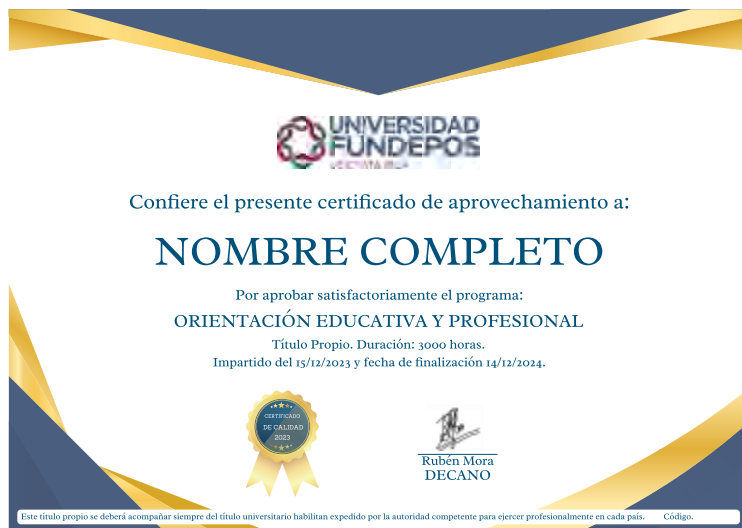 UNIVERSIDAD
FUNDEPOS
Confiere el presente certificado de aprovechamiento a:
NOMBRE COMPLETO
Por aprobar satisfactoriamente el programa:
ORIENTACIÓN EDUCATIVA Y PROFESIONAL
Título Propio. Duración: 3000 horas.
Impartido del 15/12/2023 y fecha de finalización 14/12/2024.
CERTIFICADO
DE CALIDAD
2023
Rubén Mora
DECANO
Este título propio se deberá acompañar siempre del título universitario habilitan expedido por la autoridad competente para ejercer profesionalmente en cada país. Código.